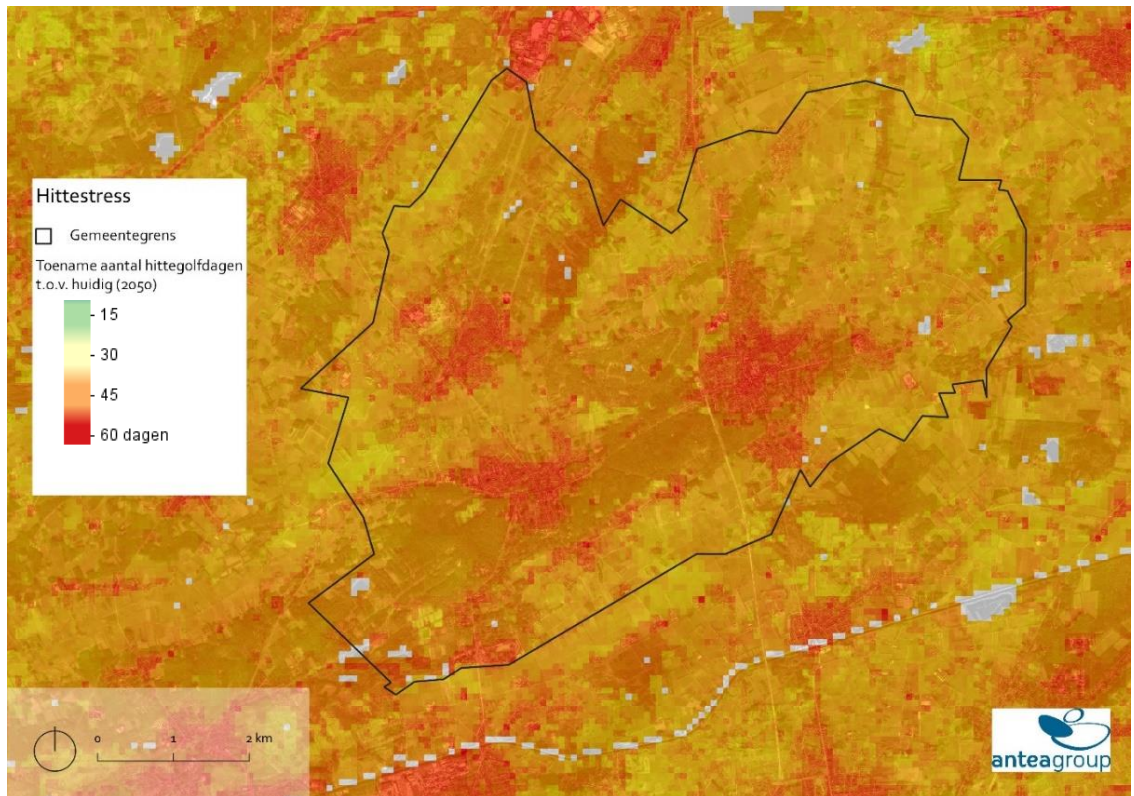 Hittestress
Gemeentegrens
Toename aantal hittegolfdagen
t.o.v. huidig (2050)
- 15
- 30
- 45
- 60 dagen
0 1 2 km
anteagroup